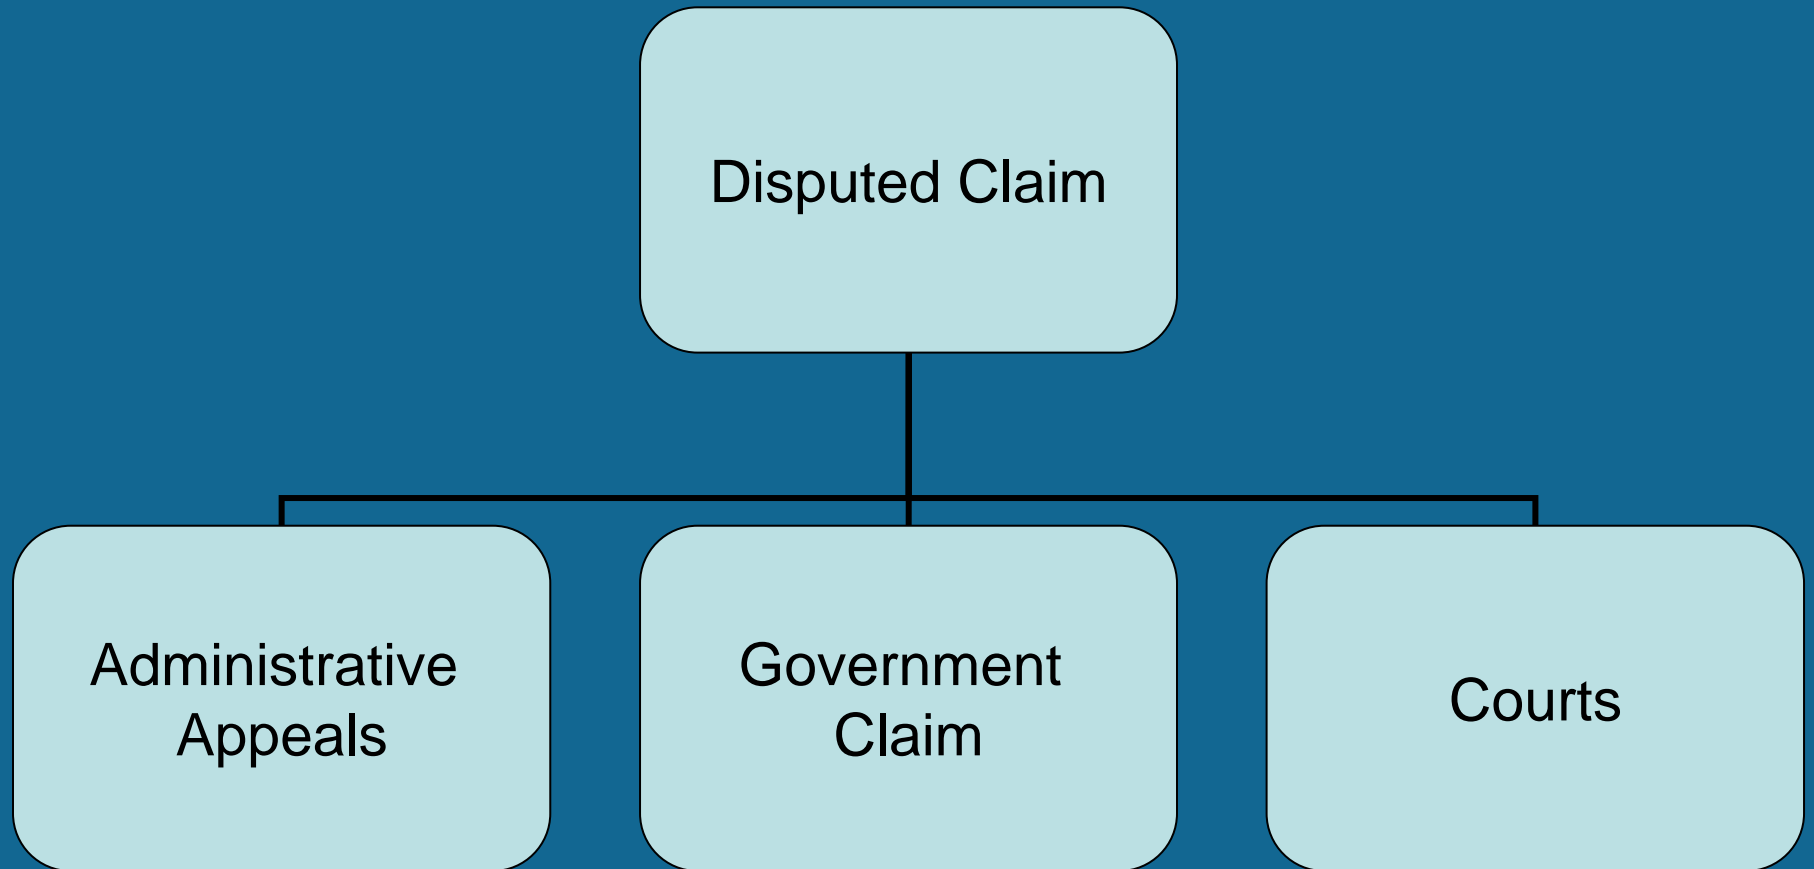 Disputed Claim
Administrative
Appeals
Government
Claim
Courts